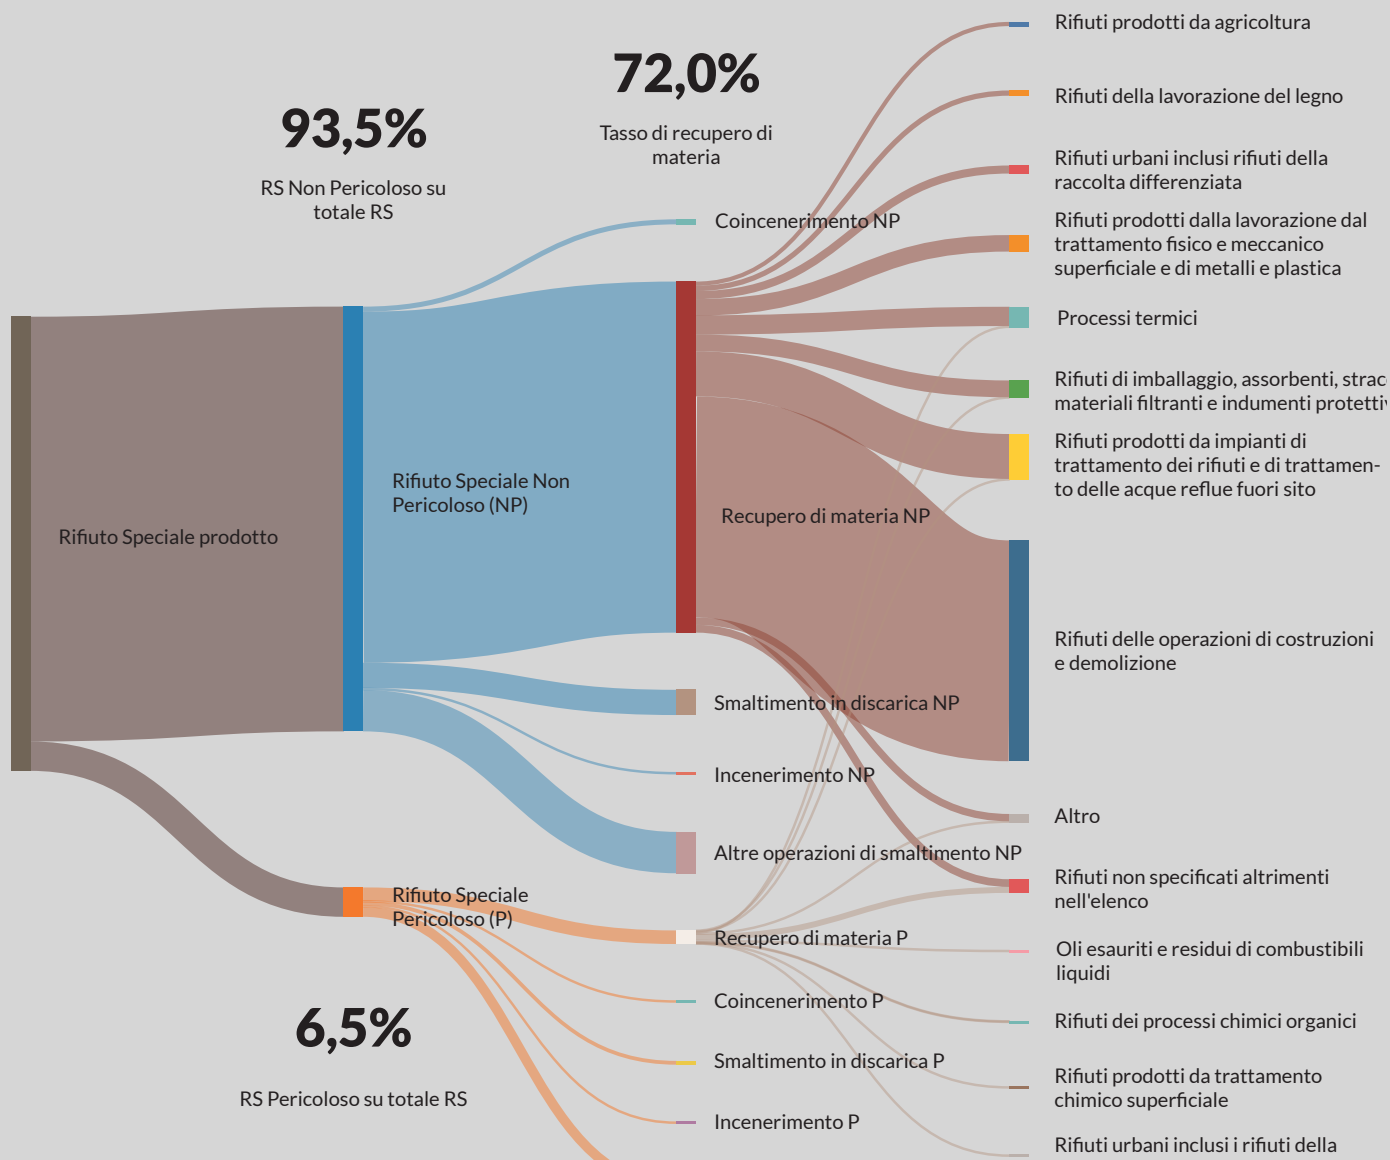 93,5%
RS Non Pericoloso su
totale RS
72,0%
Tasso di recupero di
materia
Rifiuto Speciale prodotto
Rifiuto Speciale Non
Pericoloso (NP)
Rifiuto Speciale
Pericoloso (P)
6,5%
RS Pericoloso su totale RS
Coincenerimento NP
Recupero di materia NP
Smaltimento in discarica NP
Incenerimento NP
Altre operazioni di smaltimento NP
Recupero di materia P
Coincenerimento P
Smaltimento in discarica P
Incenerimento P
Rifiuti prodotti da agricoltura
Rifiuti della lavorazione del legno
Rifiuti urbani inclusi rifiuti della
raccolta differenziata
Rifiuti prodotti dalla lavorazione dal
trattamento fisico e meccanico
superficiale e di metalli e plastica
Processi termici
Rifiuti di imballaggio, assorbenti,
materiali filtranti e indumenti
Rifiuti prodotti da impianti di
trattamento dei rifiuti e di trattamen-
to delle acque reflue fuori sito
Rifiuti delle operazioni di costruzioni
e demolizione
Altro
Rifiuti non specificati altrimenti
nell'elenco
Oli esauriti e residui di combustibili
liquidi
Rifiuti dei processi chimici organici
Rifiuti prodotti da trattamento
chimico superficiale
Rifiuti urbani inclusi i rifiuti della